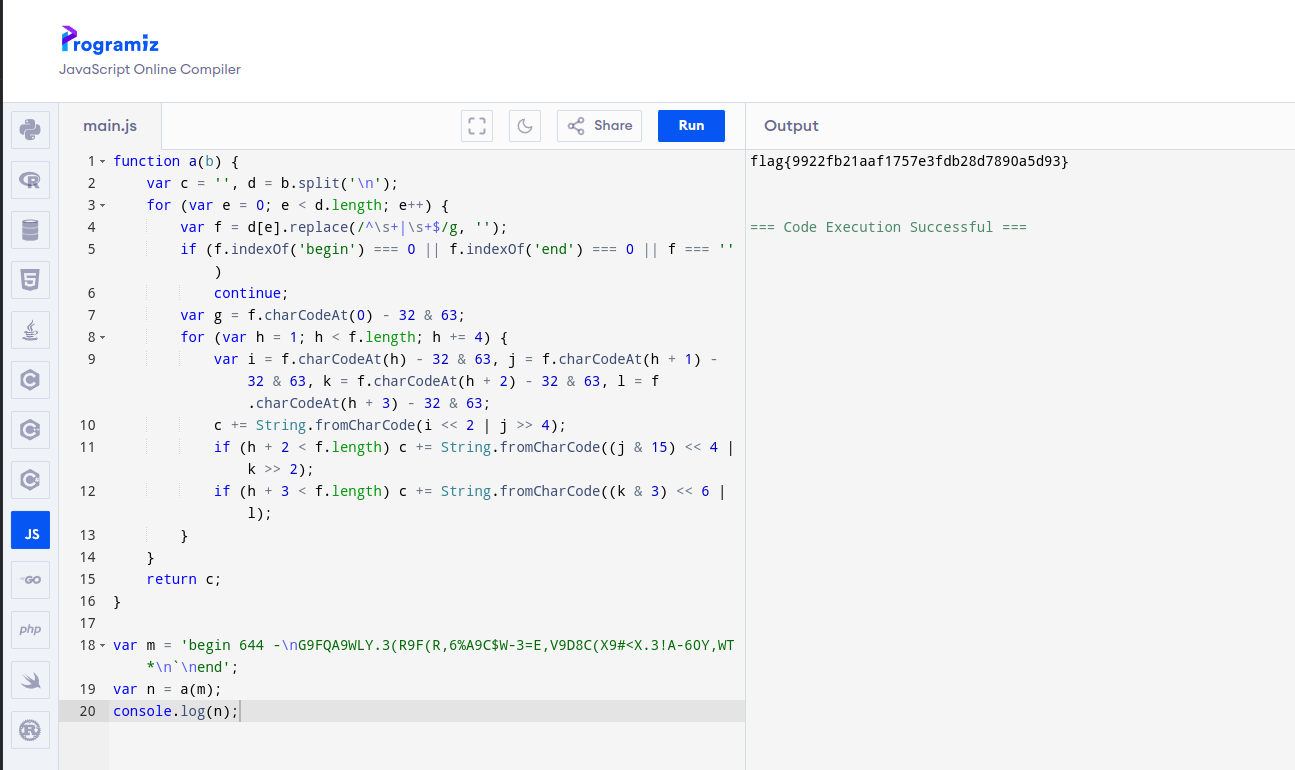 Programiz
JavaScript Online Compiler
main.js
Share
Run
Output
1 function a(b) {
2 var c = '', d = b.split('\n');
3 for (var e = 0; e < d.length; e++) {
4 var f = d[e].replace(/^\s+|\s+$/g, '');
5 if (f.indexOf('begin') === 0 || f.indexOf('end') === 0 || f === ''
)
6 continue;
7 var g = f.charCodeAt(0) - 32 & 63;
8 for (var h = 1; h < f.length; h += 4) {
9 var i = f.charCodeAt(h) - 32 & 63, j = f.charCodeAt(h + 1) -
32 & 63, k = f.charCodeAt(h + 2) - 32 & 63, l = f
.charCodeAt(h + 3) - 32 & 63;
10 c += String.fromCharCode(i << 2 | j >> 4);
11 if (h + 2 < f.length) c += String.fromCharCode((j & 15) << 4 |
k >> 2);
12 if (h + 3 < f.length) c += String.fromCharCode((k & 3) << 6 |
l);
13 }
14 }
15 return c;
16 }
17
18 var m = 'begin 644 -\nG9FQA9WLY.3(R9F(R,6%A9C$W-3=E,V9D8C(X9#<X.3!A-6OY,WT
*\n`\nend';
19 var n = a(m);
20 console.log(n);
flag{9922fb21aaf1757e3fdb28d7890a5d93}
=== Code Execution Successful ===
JS
GO
php